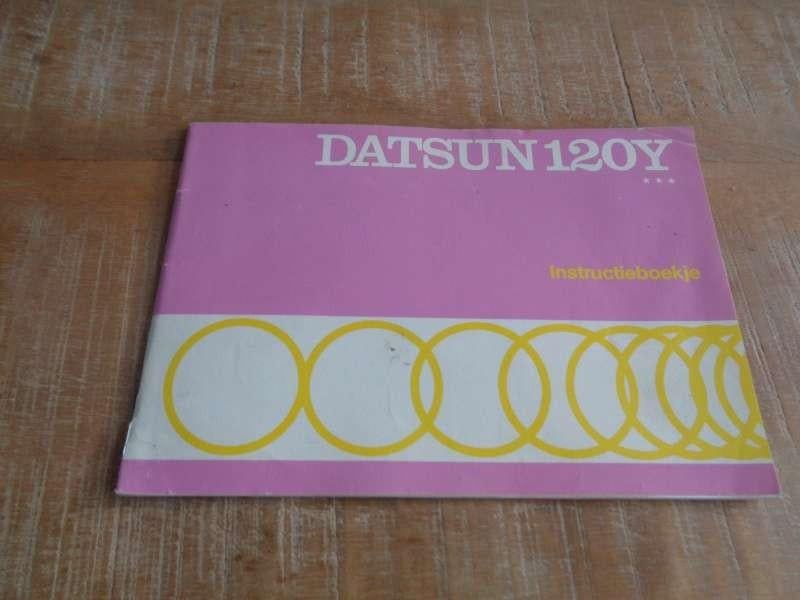 DATSUN 120Y
***
Instructieboekje